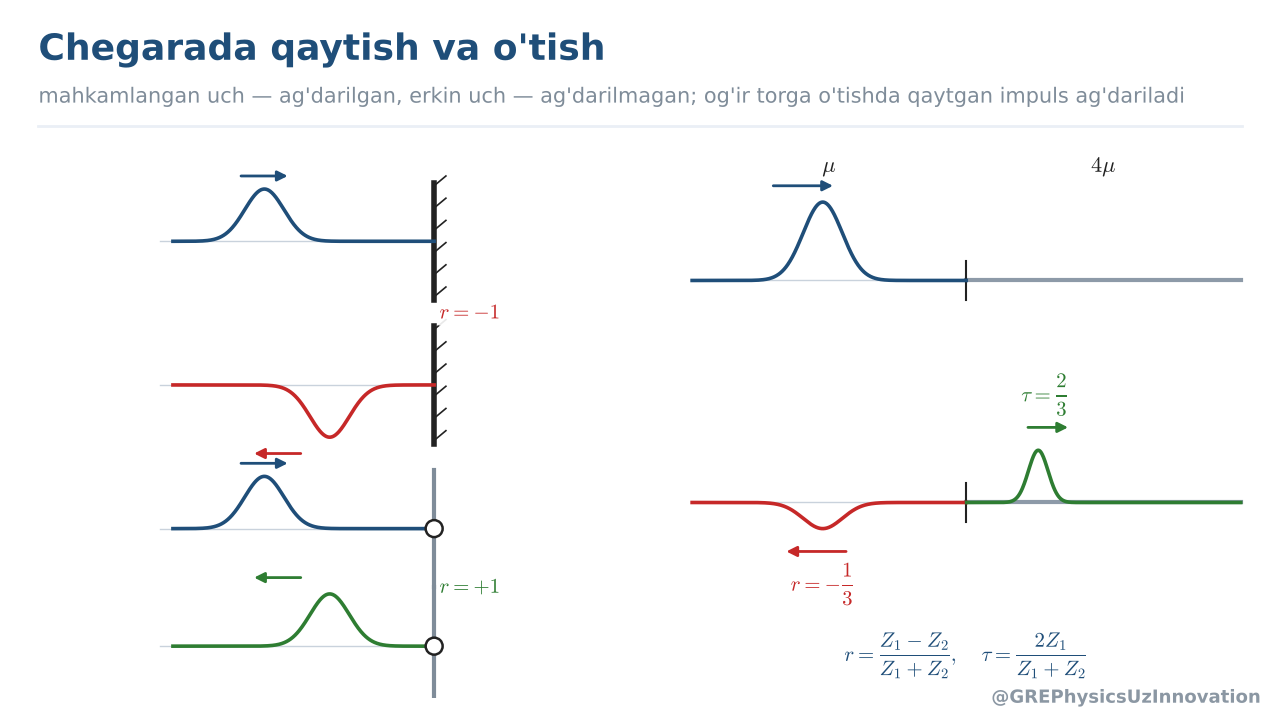 Chegarada qaytish va o'tish
mahkamlangan uch — ag'darilgan, erkin uch — ag'darilmagan; og'ir torga o'tishda qaytgan impuls ag'dariladi
μ
4μ
r = −1
τ = 2/3
r = +1
r = −1/3
r = (Z₁ − Z₂)/(Z₁ + Z₂), τ = 2Z₁/(Z₁ + Z₂)
@GREPhysicsUzInnovation